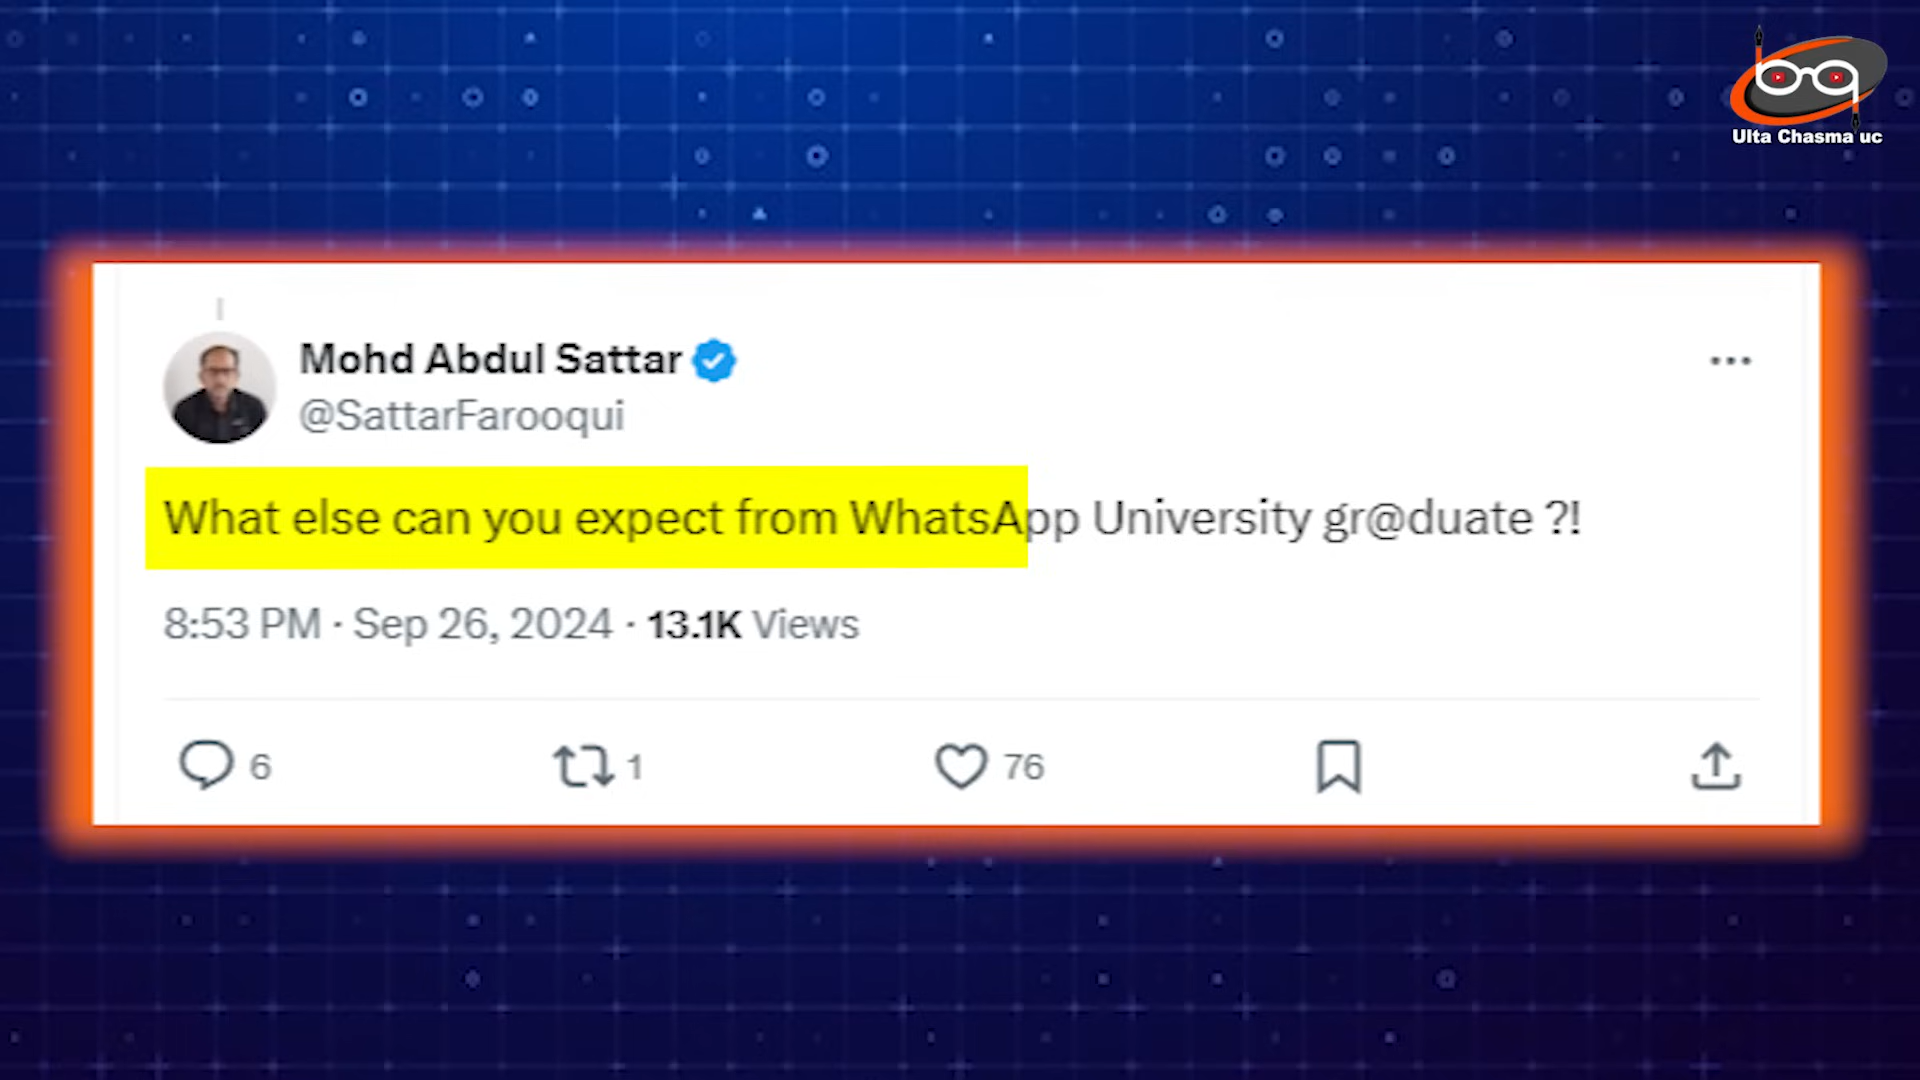 Ulta Chasma uc
Mohd Abdul Sattar
@SattarFarooqui
What else can you expect from WhatsApp University gr@duate ?!
8:53 PM · Sep 26, 2024 · 13.1K Views
6 1 76